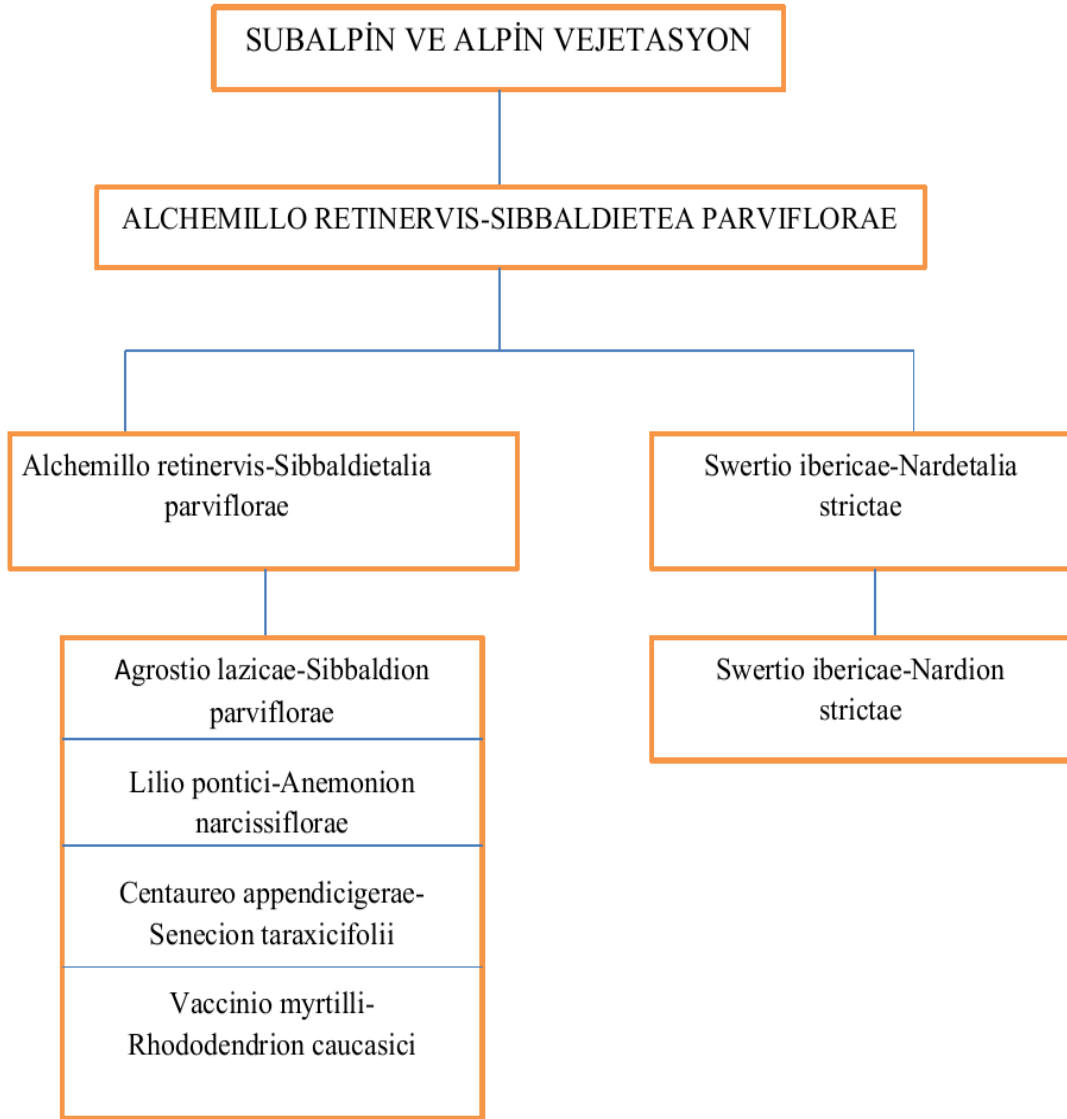 SUBALPİN VE ALPİN VEJETASYON
ALCHEMILLO RETINERVIS-SIBBALDIETEA PARVIFLORAE
Alchemillo retinervis-Sibbaldietalia
parviflorae
Swertio ibericae-Nardetalia
strictae
Agrostio lazicae-Sibbaldion
parviflorae
Lilio pontici-Anemonion
narcissiflorae
Centaureo appendicigerae-
Senecion taraxicifolii
Vaccinio myrtilli-
Rhododendrion caucasici
Swertio ibericae-Nardion
strictae